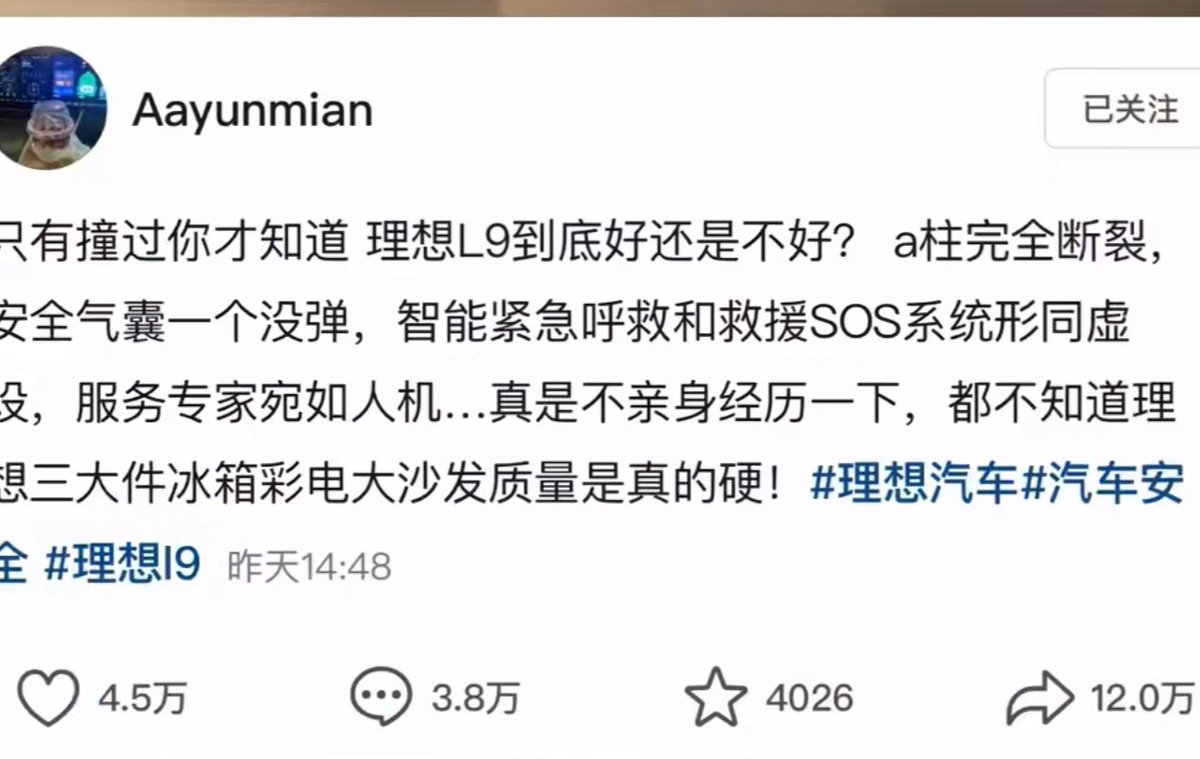 Aayunmian
已关注
只有撞过你才知道 理想L9到底好还是不好? a柱完全断裂,
安全气囊一个没弹,智能紧急呼救和救援SOS系统形同虚
设,服务专家宛如人机...真是不亲身经历一下,都不知道理
想三大件冰箱彩电大沙发质量是真的硬!#理想汽车#汽车安
全 #理想l9 昨天14:48
4.5万
3.8万
4026
12.0万